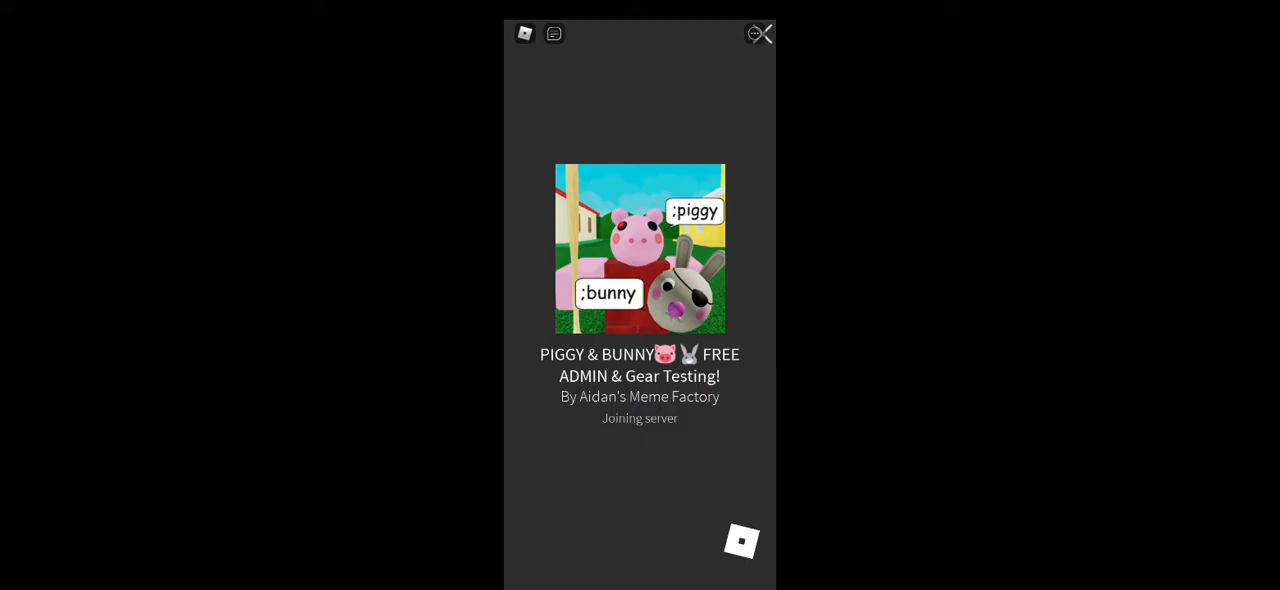 ;piggy
;bunny
PIGGY & BUNNY🐷🐰 FREE
ADMIN & Gear Testing!
By Aidan's Meme Factory
Joining server